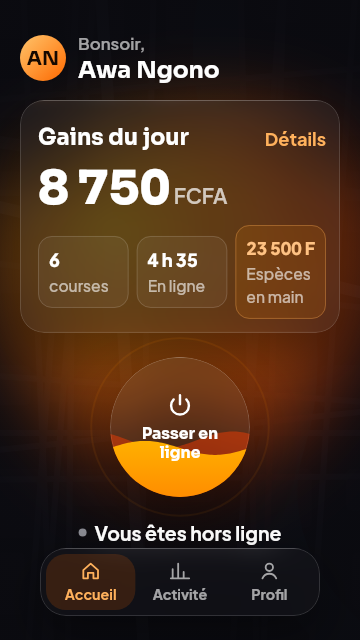 AN
Bonsoir,
Awa Ngono
Gains du jour
Détails
8 750 FCFA
6
courses
4 h 35
En ligne
23 500 F
Espèces
en main
Passer en
ligne
Vous êtes hors ligne
Accueil
Activité
Profil